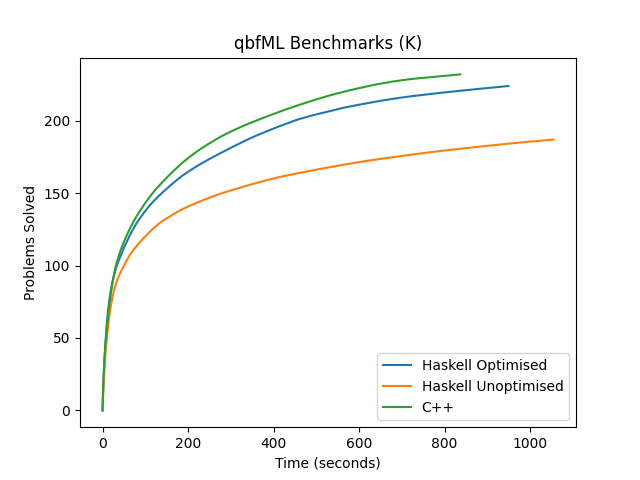 qbfML Benchmarks (K)
Problems Solved
200
150
100
50
0
0 200 400 600 800 1000
Time (seconds)
Haskell Optimised
Haskell Unoptimised
C++